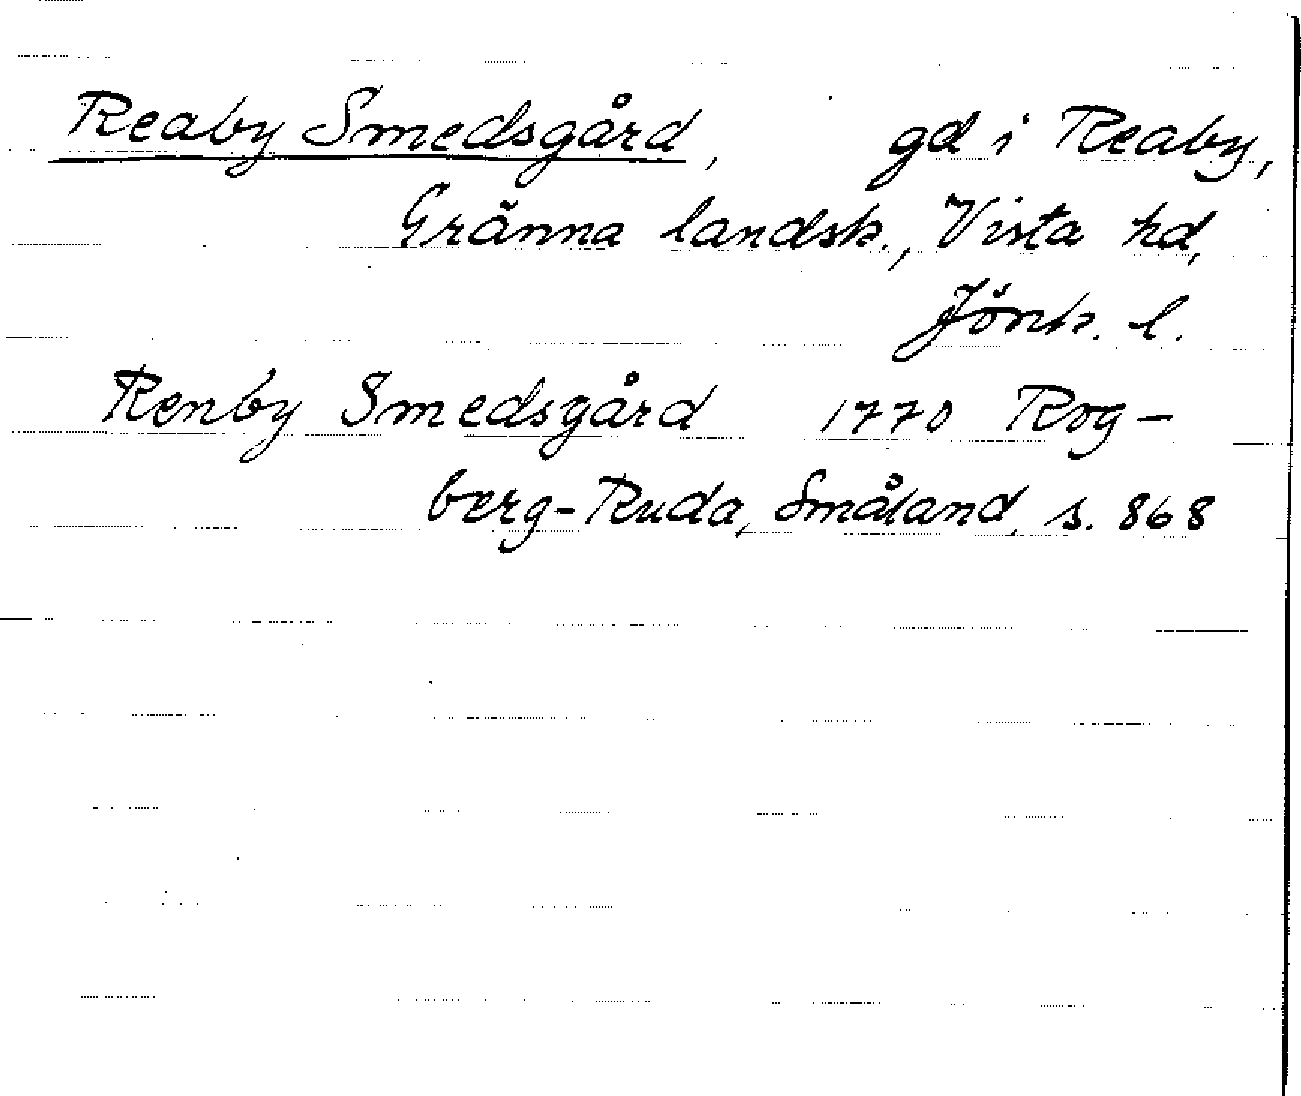 Reaby Smedsgård, gd i Reaby,
Gränna landsk., Vista hd,
Jönk. l.
Renby Smedsgård 1770 Rog-
berg-Ruda, Småland, s. 868